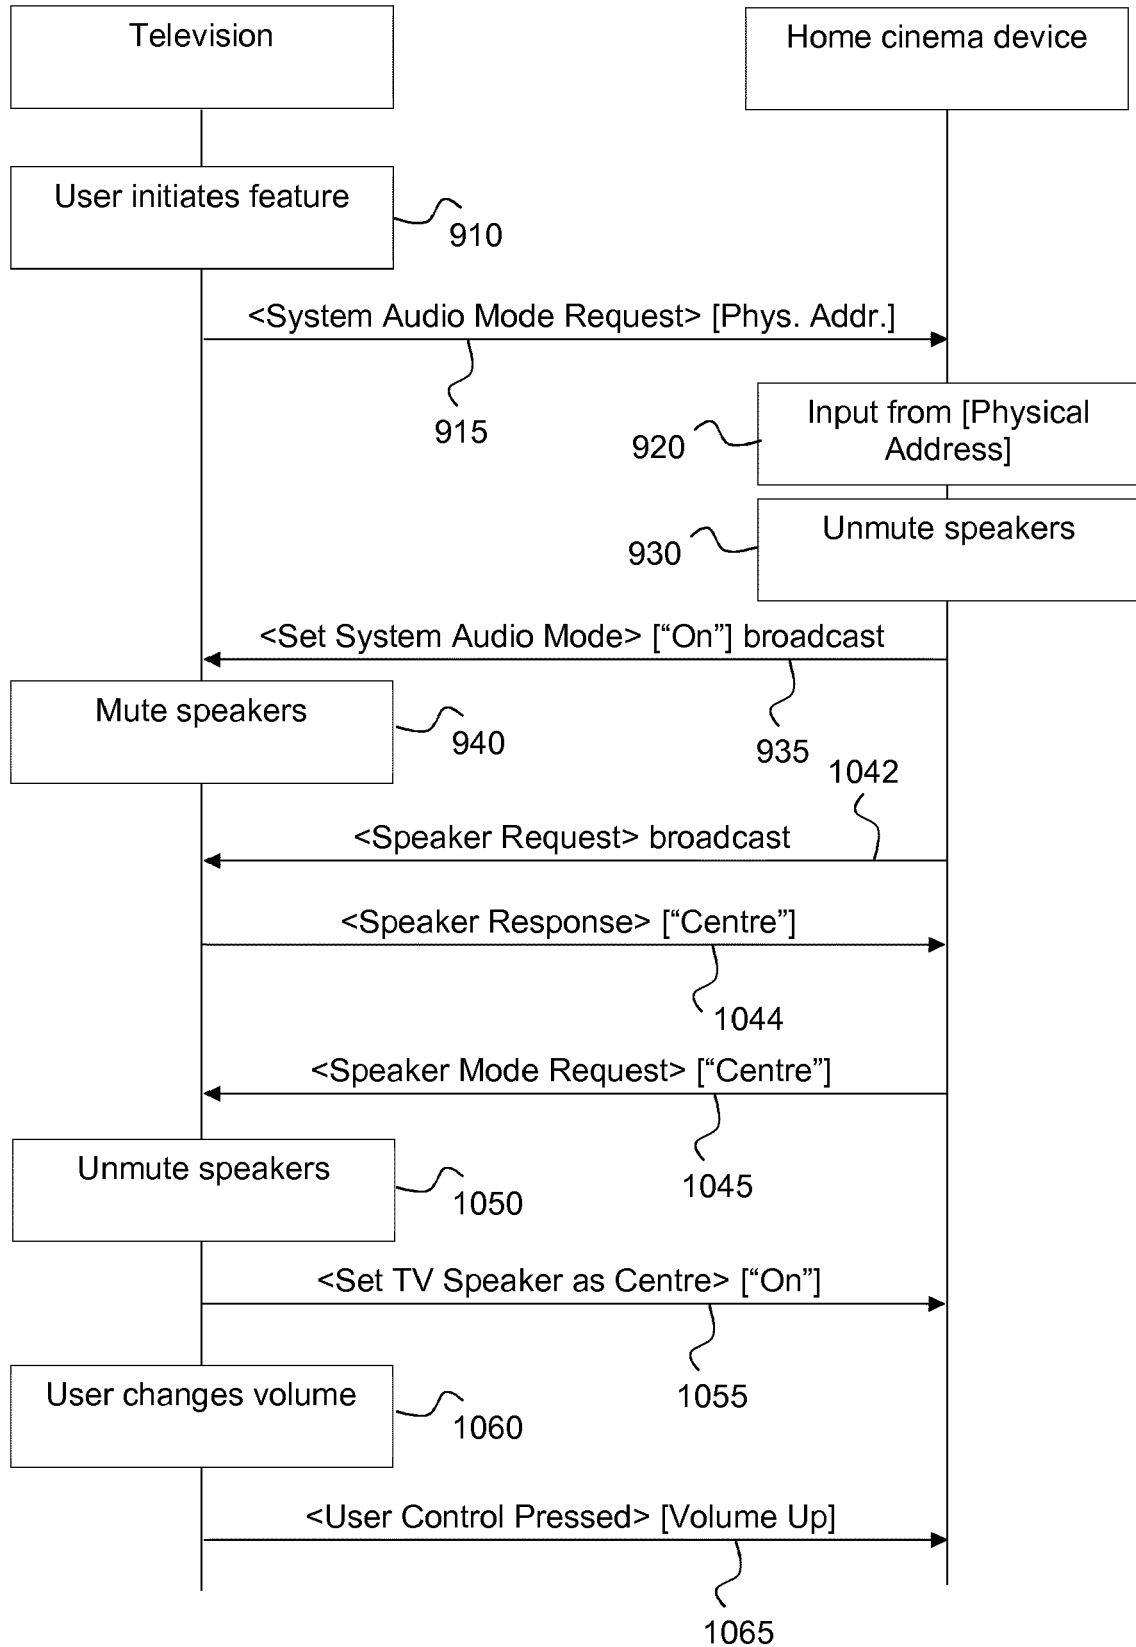 Television
Home cinema device
User initiates feature
910
<System Audio Mode Request> [Phys. Addr.]
915
Input from [Physical
Address]
920
Unmute speakers
930
<Set System Audio Mode> [“On”] broadcast
935
Mute speakers
940
1042
<Speaker Request> broadcast
<Speaker Response> [“Centre”]
1044
<Speaker Mode Request> [“Centre”]
1045
Unmute speakers
1050
<Set TV Speaker as Centre> [“On”]
1055
User changes volume
1060
<User Control Pressed> [Volume Up]
1065